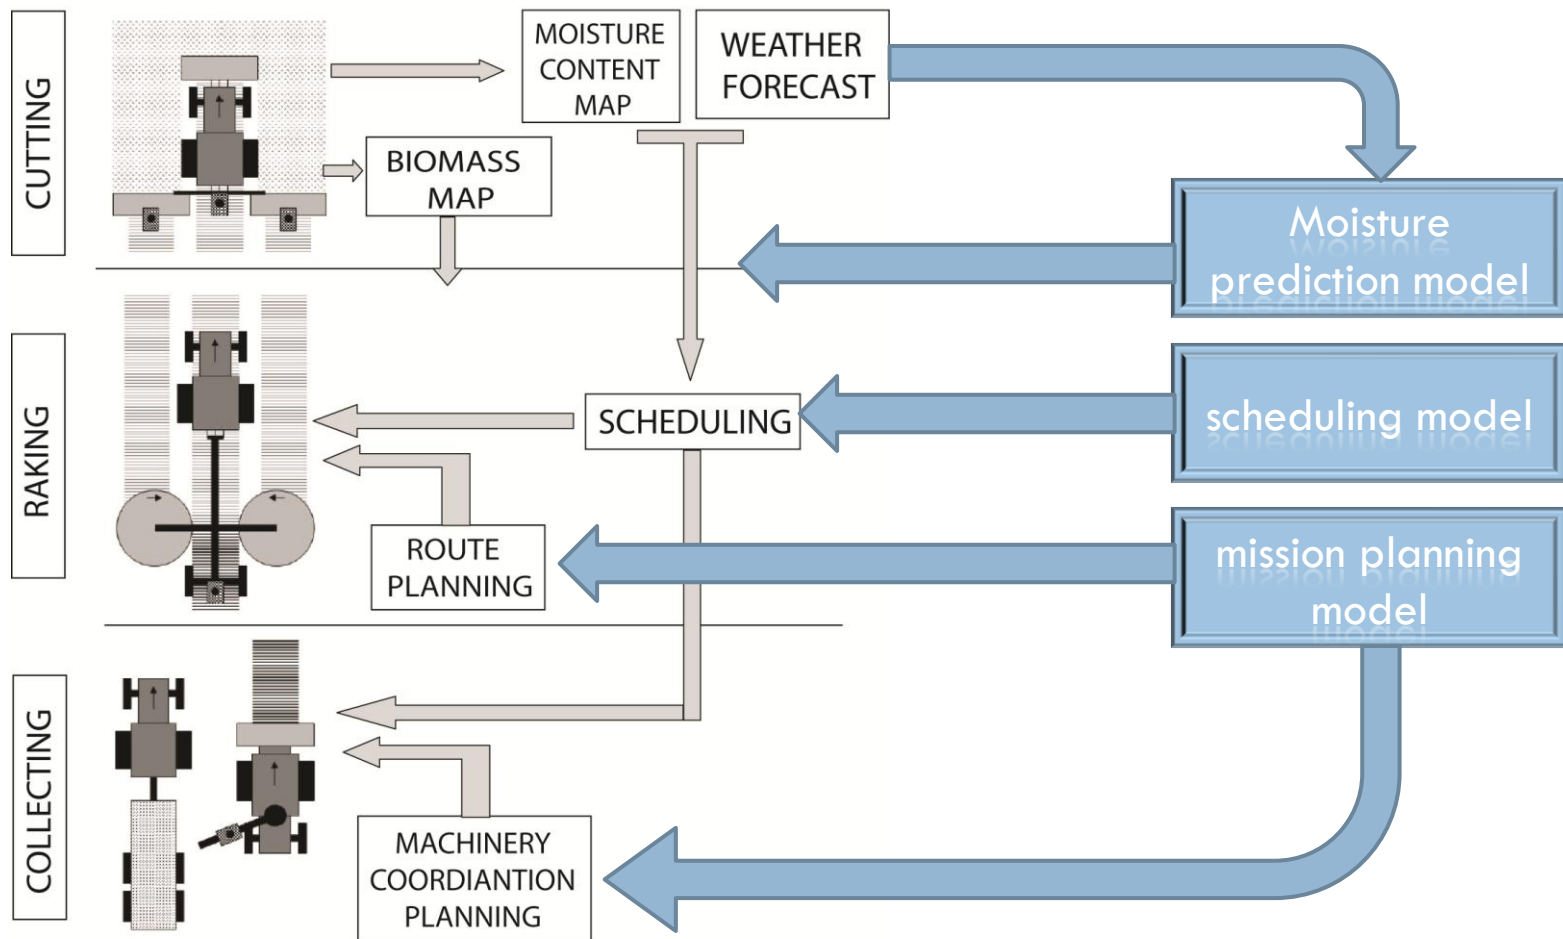 CUTTING
MOISTURE
CONTENT
MAP
WEATHER
FORECAST
BIOMASS
MAP
Moisture
prediction model
RAKING
SCHEDULING
scheduling model
ROUTE
PLANNING
mission planning
model
COLLECTING
MACHINERY
COORDIANTION
PLANNING